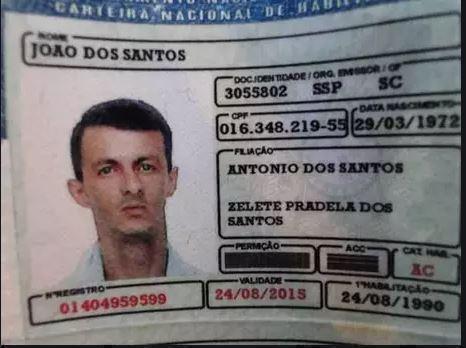 CARTEIRA NACIONAL DE HABILIT
NOME
JOAO DOS SANTOS
DOC.IDENTIDADE / ORG. EMISSOR / UF
3055802 SSP SC
CPF
016.348.219-55
DATA NASCIMENTO
29/03/1972
FILIAÇÃO
ANTONIO DOS SANTOS
ZELETE PRADELA DOS
SANTOS
PERMIÇÃO
ACC
CAT. HAB.
AC
Nº REGISTRO
01404959599
VALIDADE
24/08/2015
1ª HABILITAÇÃO
24/08/1990